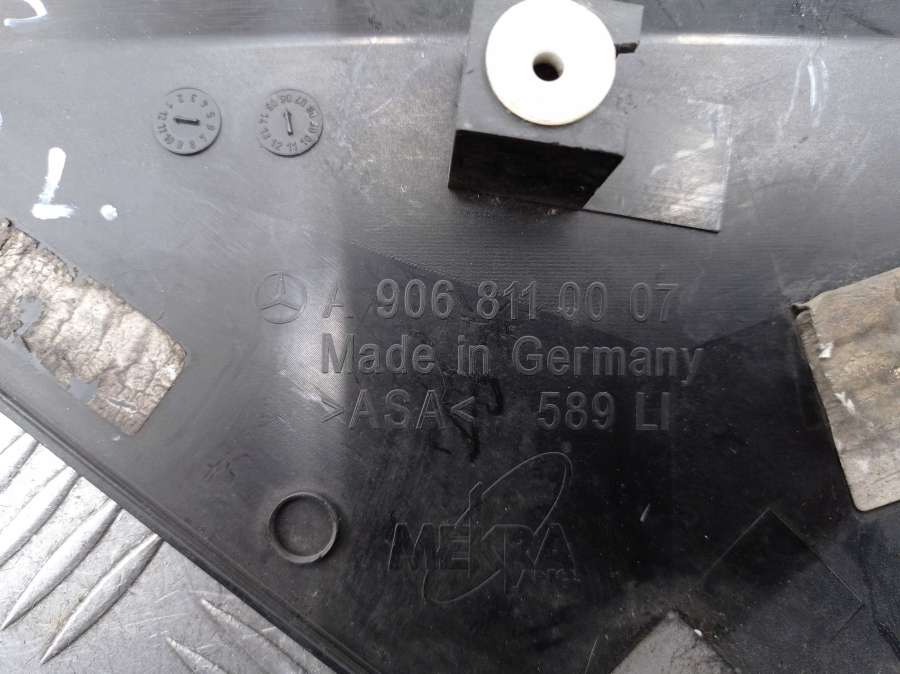 A 906 811 00 07
Made in Germany
>ASA< 589 LI
MEKRA